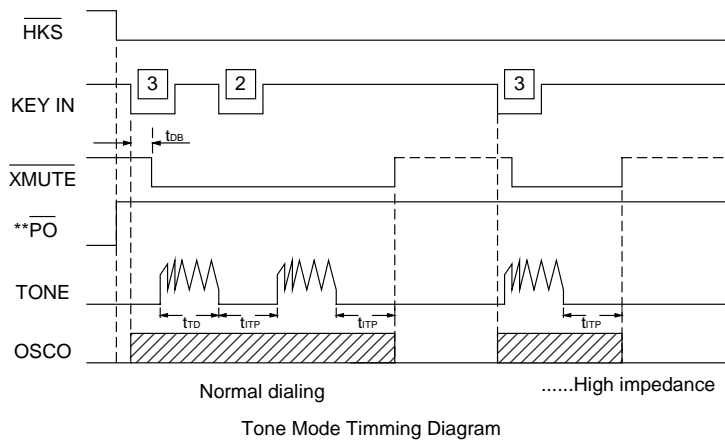 HKS
3 2 3
KEY IN
tDB
XMUTE
**PO
TONE
tTD tITP tITP tITP
OSCO
Normal dialing ......High impedance
Tone Mode Timming Diagram